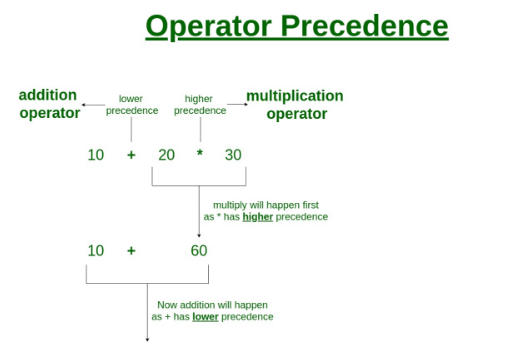 Operator Precedence
addition operator
lower precedence
higher precedence
multiplication operator
10 + 20 * 30
multiply will happen first
as * has higher precedence
10 + 60
Now addition will happen
as + has lower precedence